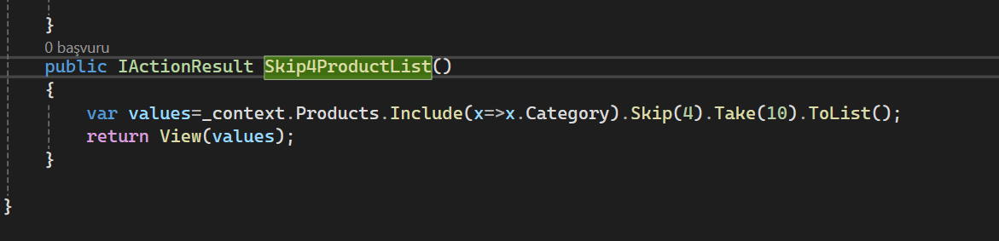 }
0 başvuru
public IActionResult Skip4ProductList()
{
var values=_context.Products.Include(x=>x.Category).Skip(4).Take(10).ToList();
return View(values);
}
}